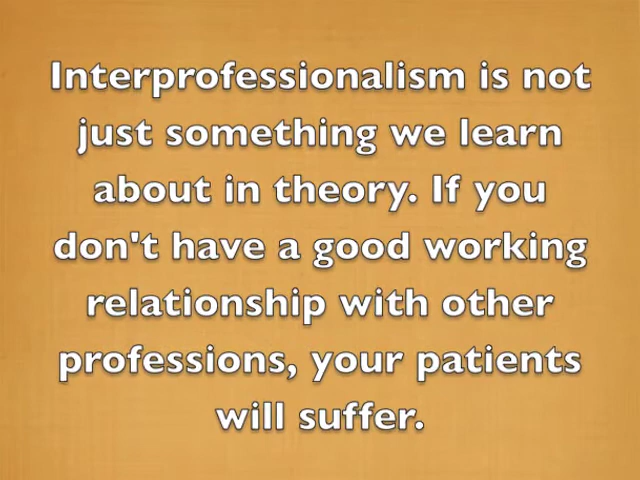 Interprofessionalism is not
just something we learn
about in theory. If you
don't have a good working
relationship with other
professions, your patients
will suffer.